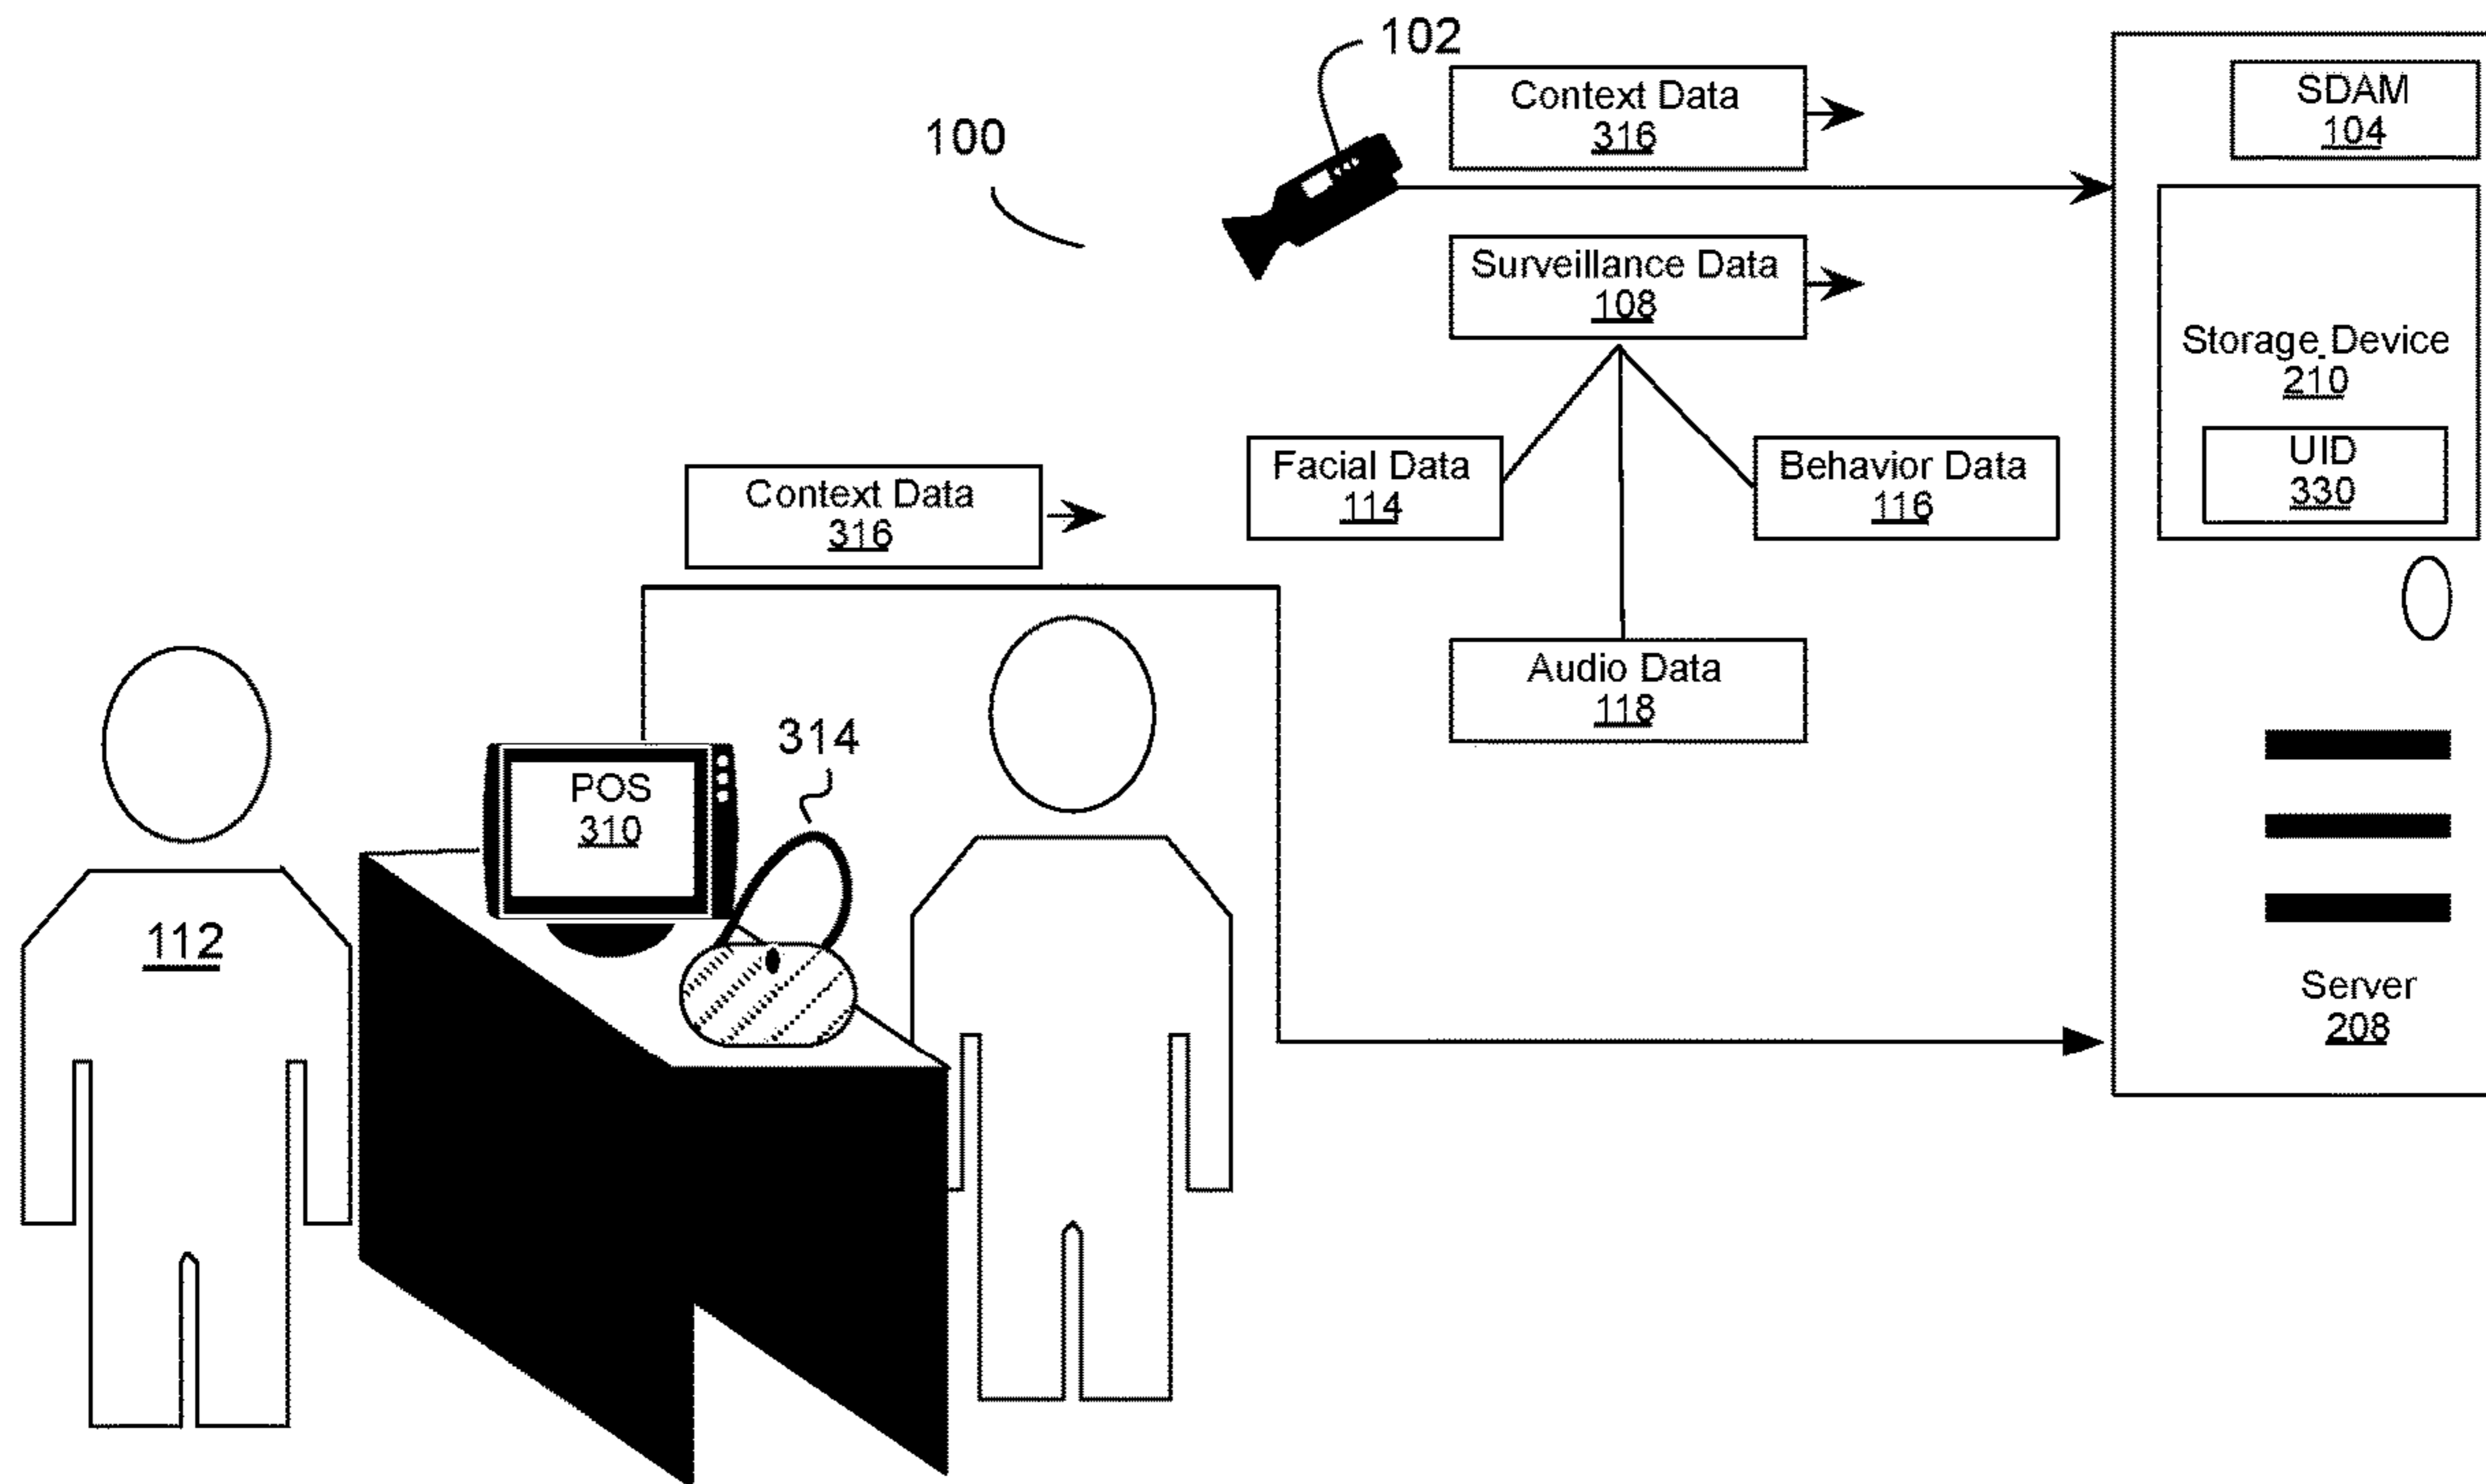 102
100
Context Data
316
SDAM
104
Surveillance Data
108
Storage Device
210
UID
330
Facial Data
114
Behavior Data
116
Audio Data
118
Context Data
316
314
POS
310
112
Server
208